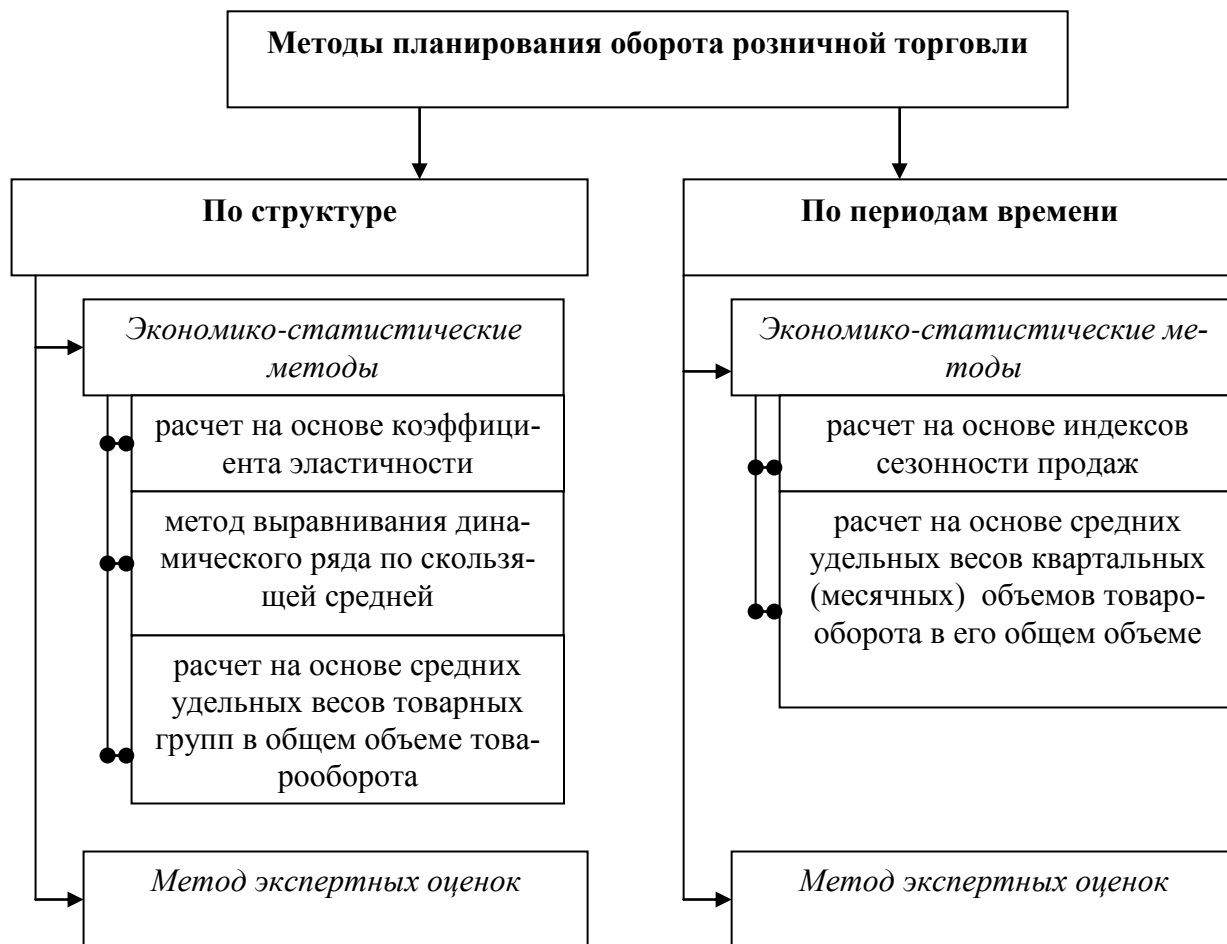 Методы планирования оборота розничной торговли
По структуре
Экономико-статистические
методы
расчет на основе коэффици-
ента эластичности
метод выравнивания дина-
мического ряда по скользя-
щей средней
расчет на основе средних
удельных весов товарных
групп в общем объеме това-
рооборота
Метод экспертных оценок
По периодам времени
Экономико-статистические ме-
тоды
расчет на основе индексов
сезонности продаж
расчет на основе средних
удельных весов квартальных
(месячных) объемов товаро-
оборота в его общем объеме
Метод экспертных оценок